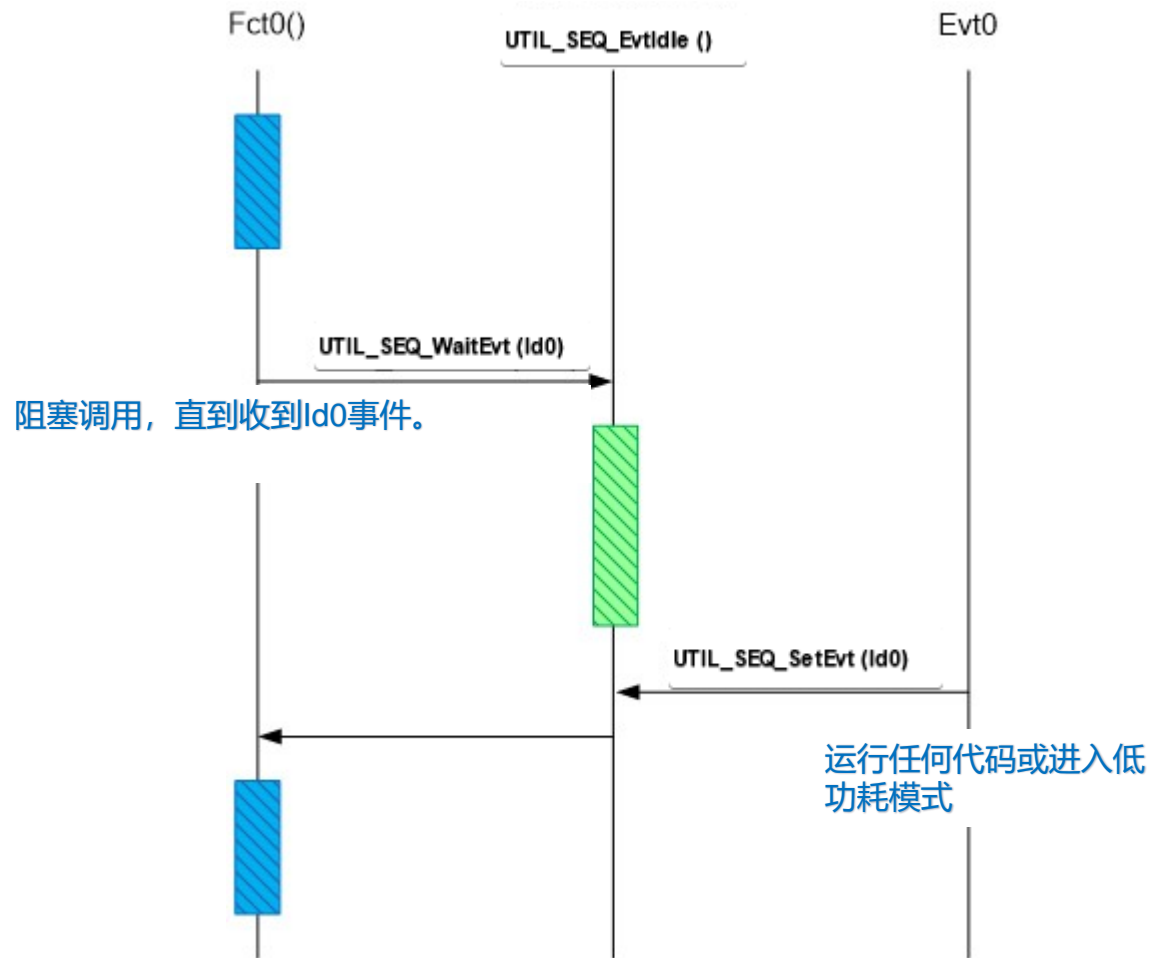 Fct0()
UTIL_SEQ_EvtIdle ()
Evt0
UTIL_SEQ_WaitEvt (Id0)
阻塞调用，直到收到Id0事件。
UTIL_SEQ_SetEvt (Id0)
运行任何代码或进入低
功耗模式